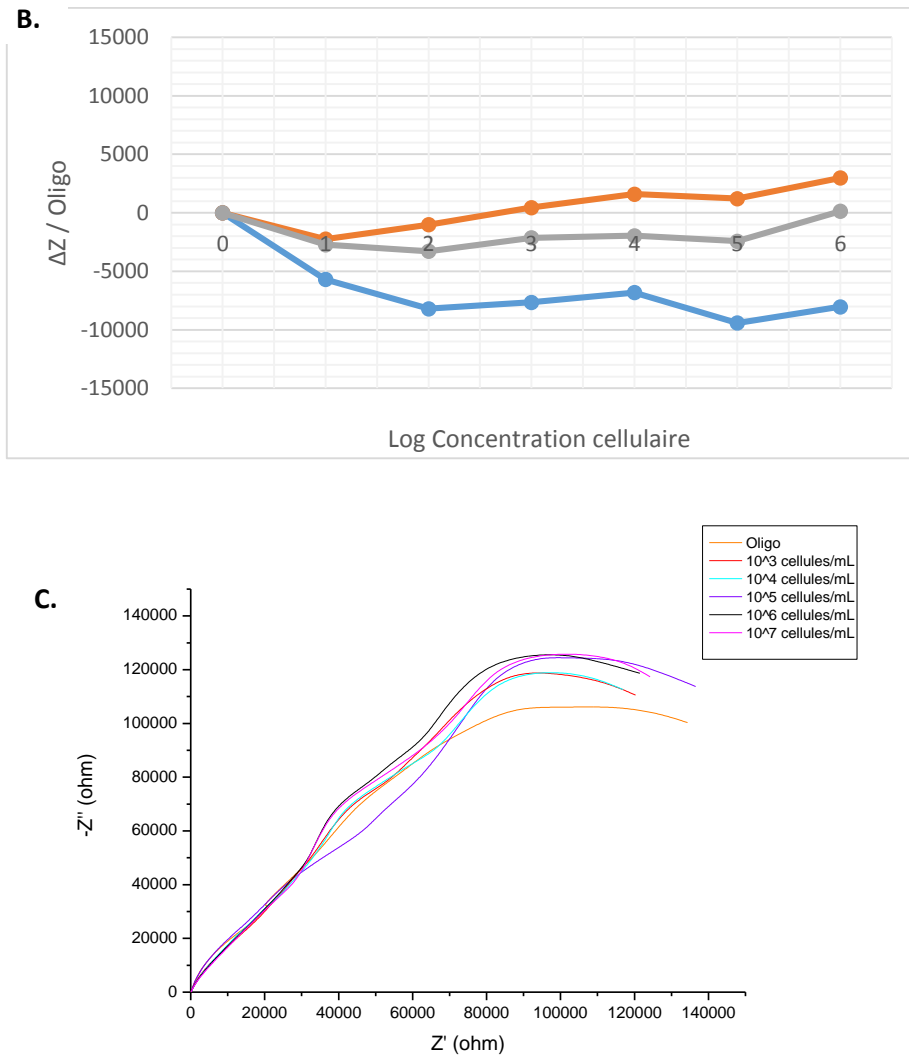 B.
15000
10000
5000
0
-5000
-10000
-15000
ΔZ / Oligo
0 1 2 3 4 5 6
Log Concentration cellulaire
C.
Oligo
10^3 cellules/mL
10^4 cellules/mL
10^5 cellules/mL
10^6 cellules/mL
10^7 cellules/mL
140000
120000
100000
80000
60000
40000
20000
0
-Z'' (ohm)
0 20000 40000 60000 80000 100000 120000 140000
Z' (ohm)